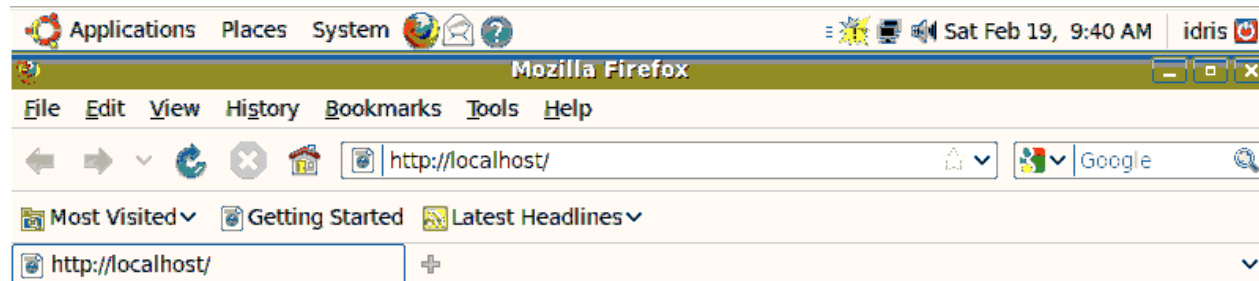 Applications Places System Sat Feb 19, 9:40 AM idris
Mozilla Firefox
File Edit View History Bookmarks Tools Help
http://localhost/ Google
Most Visited Getting Started Latest Headlines
http://localhost/